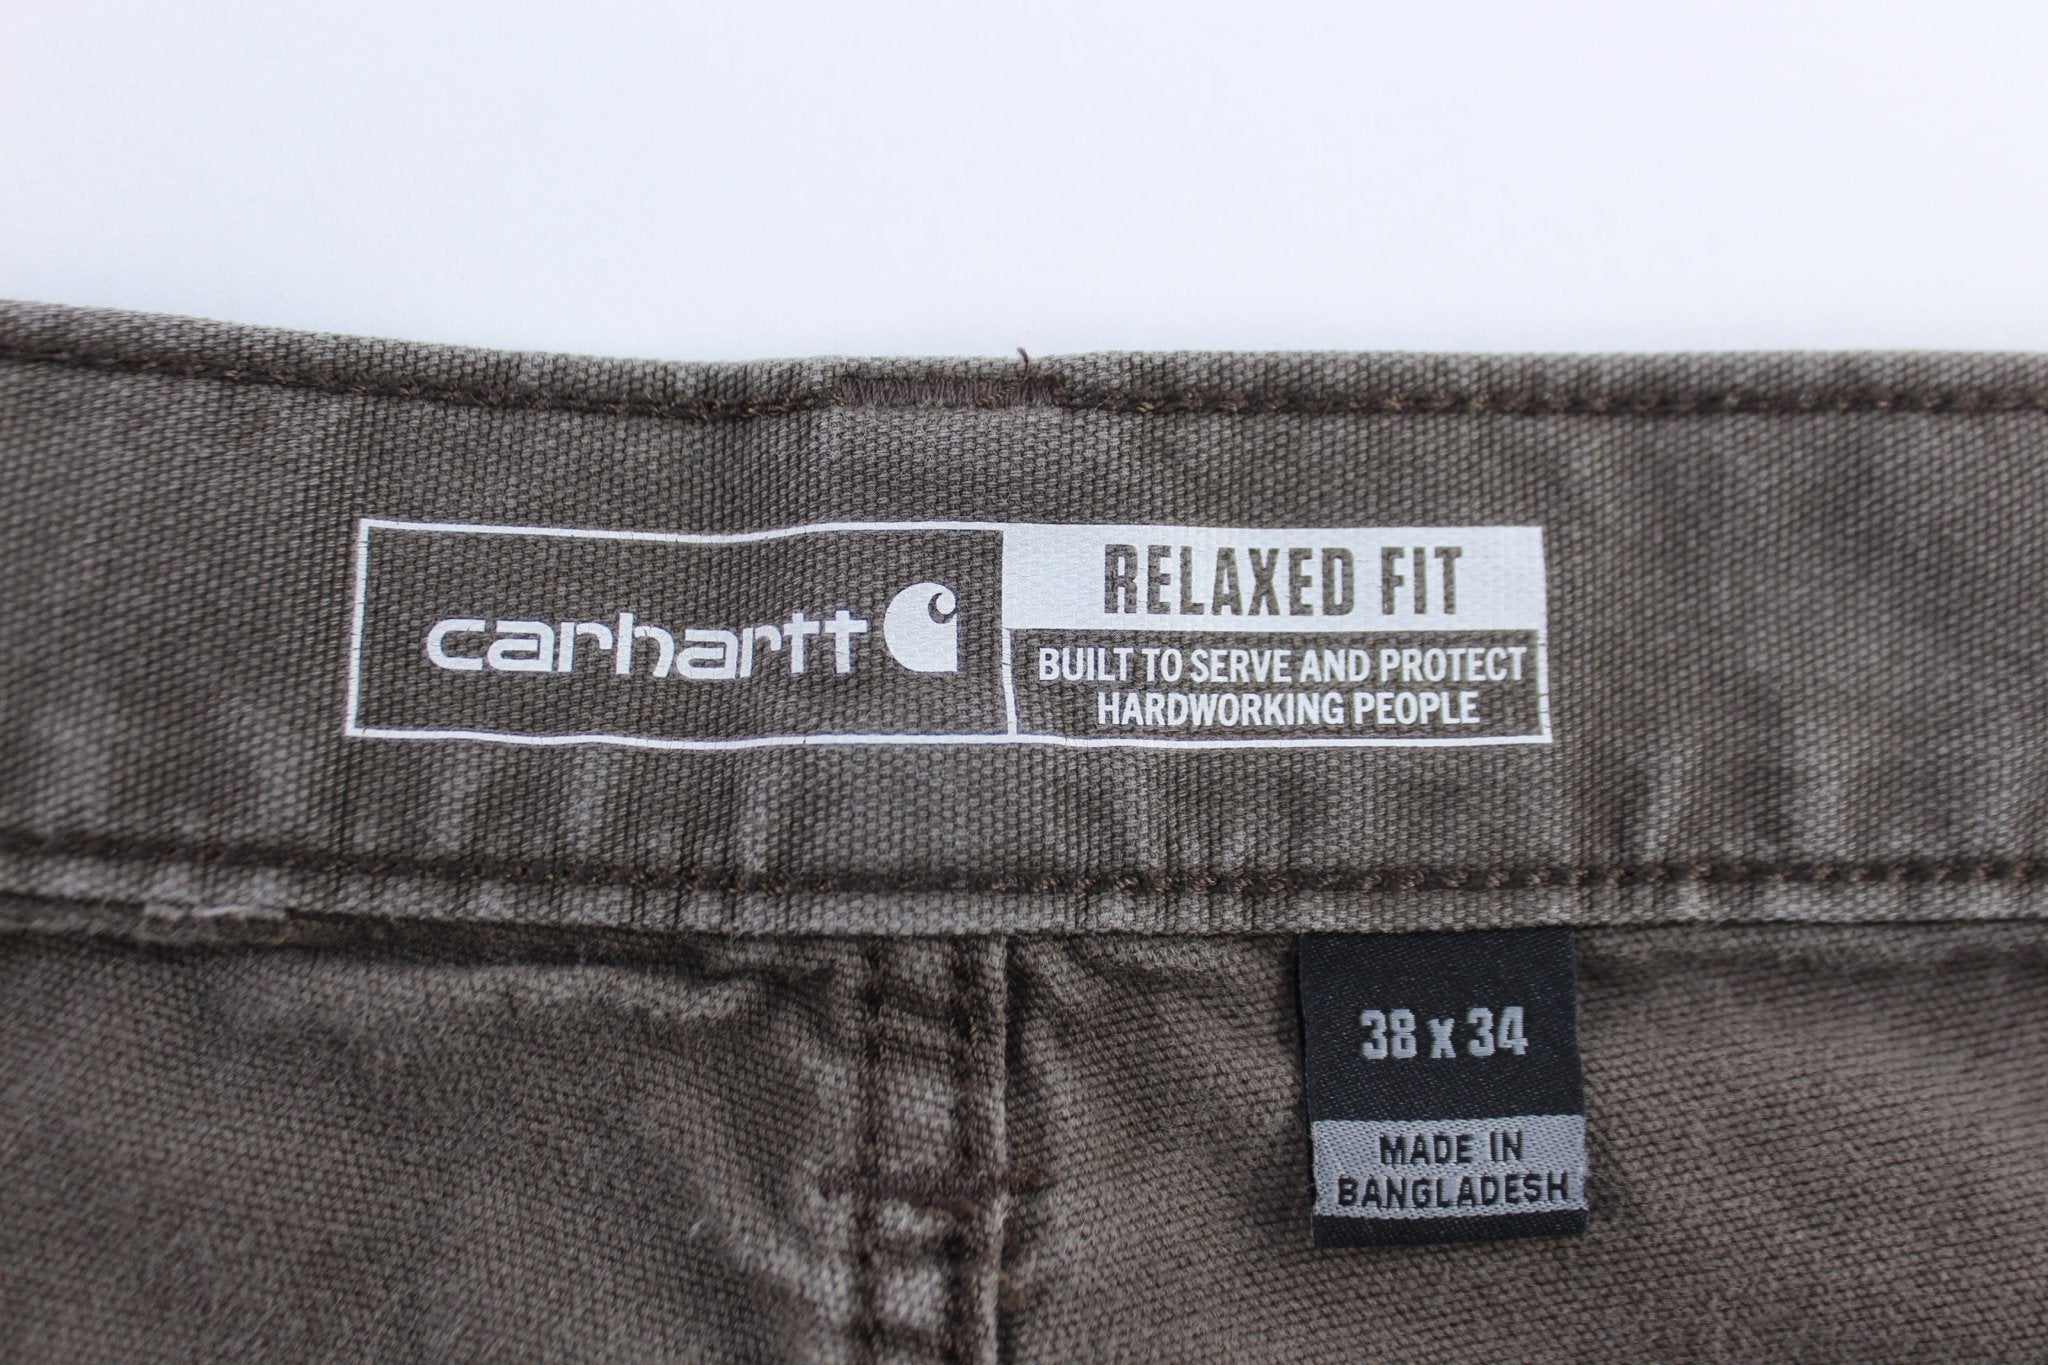 carhartt
RELAXED FIT
BUILT TO SERVE AND PROTECT
HARDWORKING PEOPLE
38 x 34
MADE IN
BANGLADESH